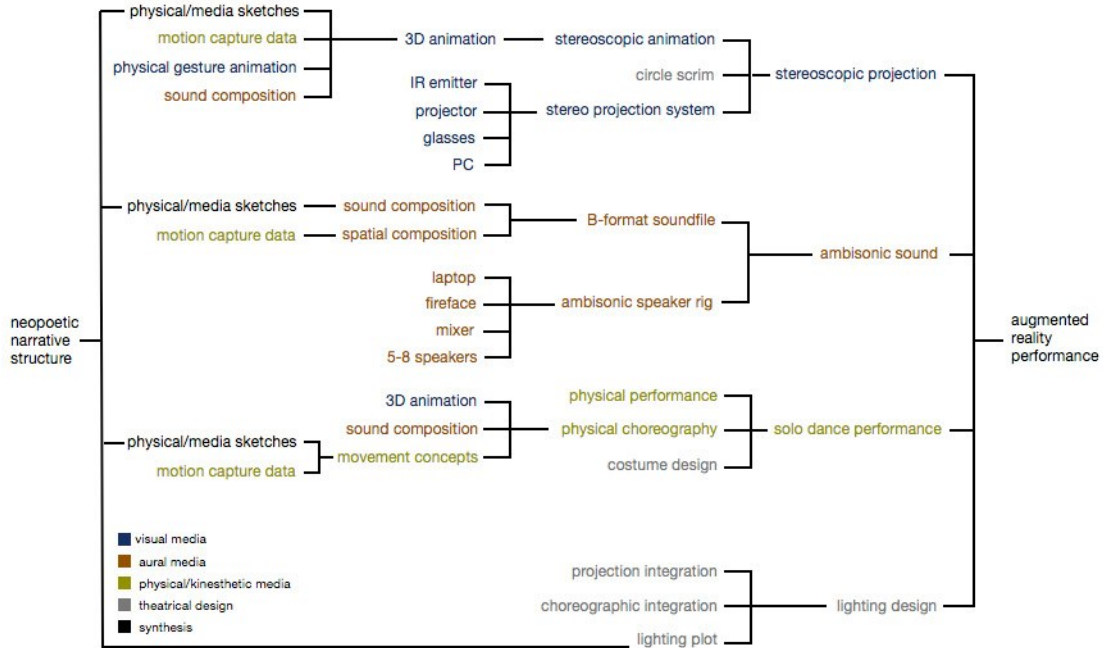 physical/media sketches
motion capture data
3D animation
stereoscopic animation
physical gesture animation
circle scrim
stereoscopic projection
IR emitter
sound composition
projector
stereo projection system
glasses
PC
physical/media sketches
sound composition
B-format soundfile
motion capture data
spatial composition
ambisonic sound
laptop
fireface
ambisonic speaker rig
mixer
5-8 speakers
neopoetic
narrative
structure
augmented
reality
performance
3D animation
physical performance
sound composition
physical choreography
solo dance performance
physical/media sketches
movement concepts
costume design
motion capture data
visual media
aural media
physical/kinesthetic media
theatrical design
synthesis
projection integration
choreographic integration
lighting design
lighting plot